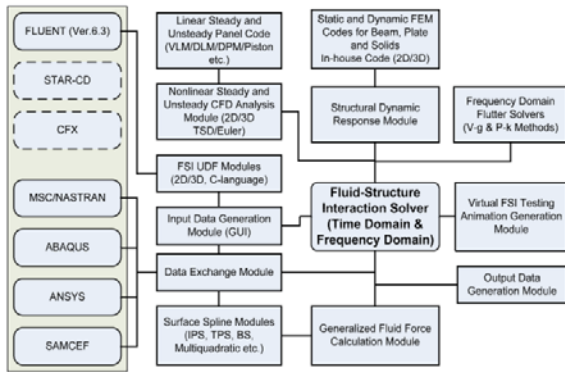 FLUENT (Ver.6.3)
STAR-CD
CFX
MSC/NASTRAN
ABAQUS
ANSYS
SAMCEF
Linear Steady and
Unsteady Panel Code
(VLM/DLM/DPM/Piston
etc.)
Nonlinear Steady and
Unsteady CFD Analysis
Module (2D/3D
TSD/Euler)
FSI UDF Modules
(2D/3D, C-language)
Input Data Generation
Module (GUI)
Data Exchange Module
Surface Spline Modules
(IPS, TPS, BS,
Multiquadratic etc.)
Static and Dynamic FEM
Codes for Beam, Plate
and Solids
In-house Code (2D/3D)
Structural Dynamic
Response Module
Fluid-Structure
Interaction Solver
(Time Domain &
Frequency Domain)
Generalized Fluid Force
Calculation Module
Frequency Domain
Flutter Solvers
(V-g & P-k Methods)
Virtual FSI Testing
Animation Generation
Module
Output Data
Generation Module